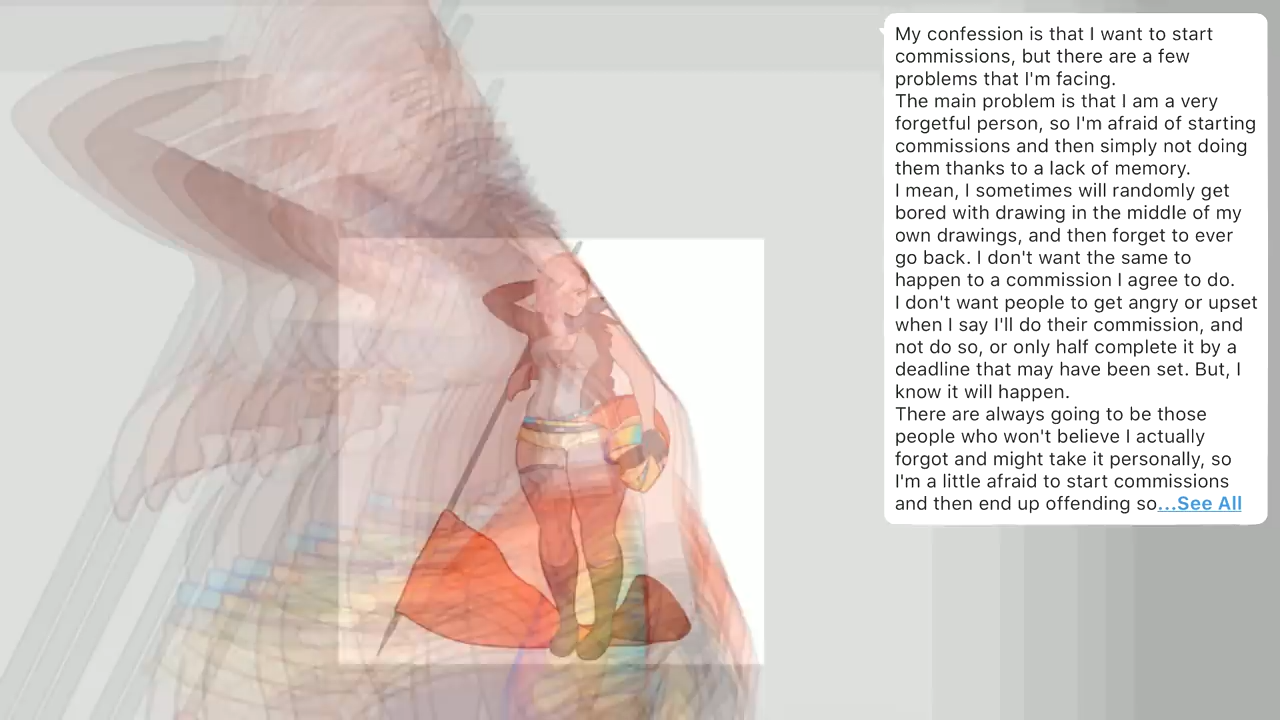 My confession is that I want to start
commissions, but there are a few
problems that I'm facing.
The main problem is that I am a very
forgetful person, so I'm afraid of starting
commissions and then simply not doing
them thanks to a lack of memory.
I mean, I sometimes will randomly get
bored with drawing in the middle of my
own drawings, and then forget to ever
go back. I don't want the same to
happen to a commission I agree to do.
I don't want people to get angry or upset
when I say I'll do their commission, and
not do so, or only half complete it by a
deadline that may have been set. But, I
know it will happen.
There are always going to be those
people who won't believe I actually
forgot and might take it personally, so
I'm a little afraid to start commissions
and then end up offending so...See All